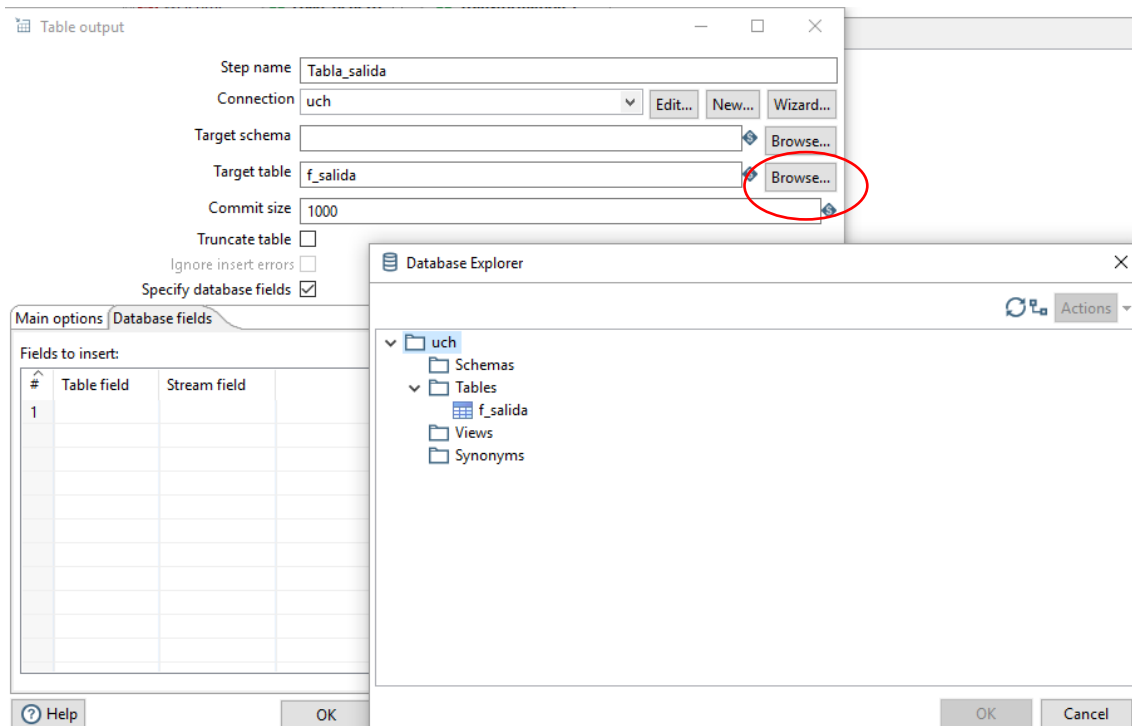 Table output
Step name Tabla_salida
Connection uch Edit... New... Wizard...
Target schema Browse...
Target table f_salida Browse...
Commit size 1000
Truncate table
Ignore insert errors
Specify database fields
Main options Database fields
Fields to insert:
# Table field Stream field
1
Help OK
Database Explorer
Actions
uch
Schemas
Tables
f_salida
Views
Synonyms
OK Cancel